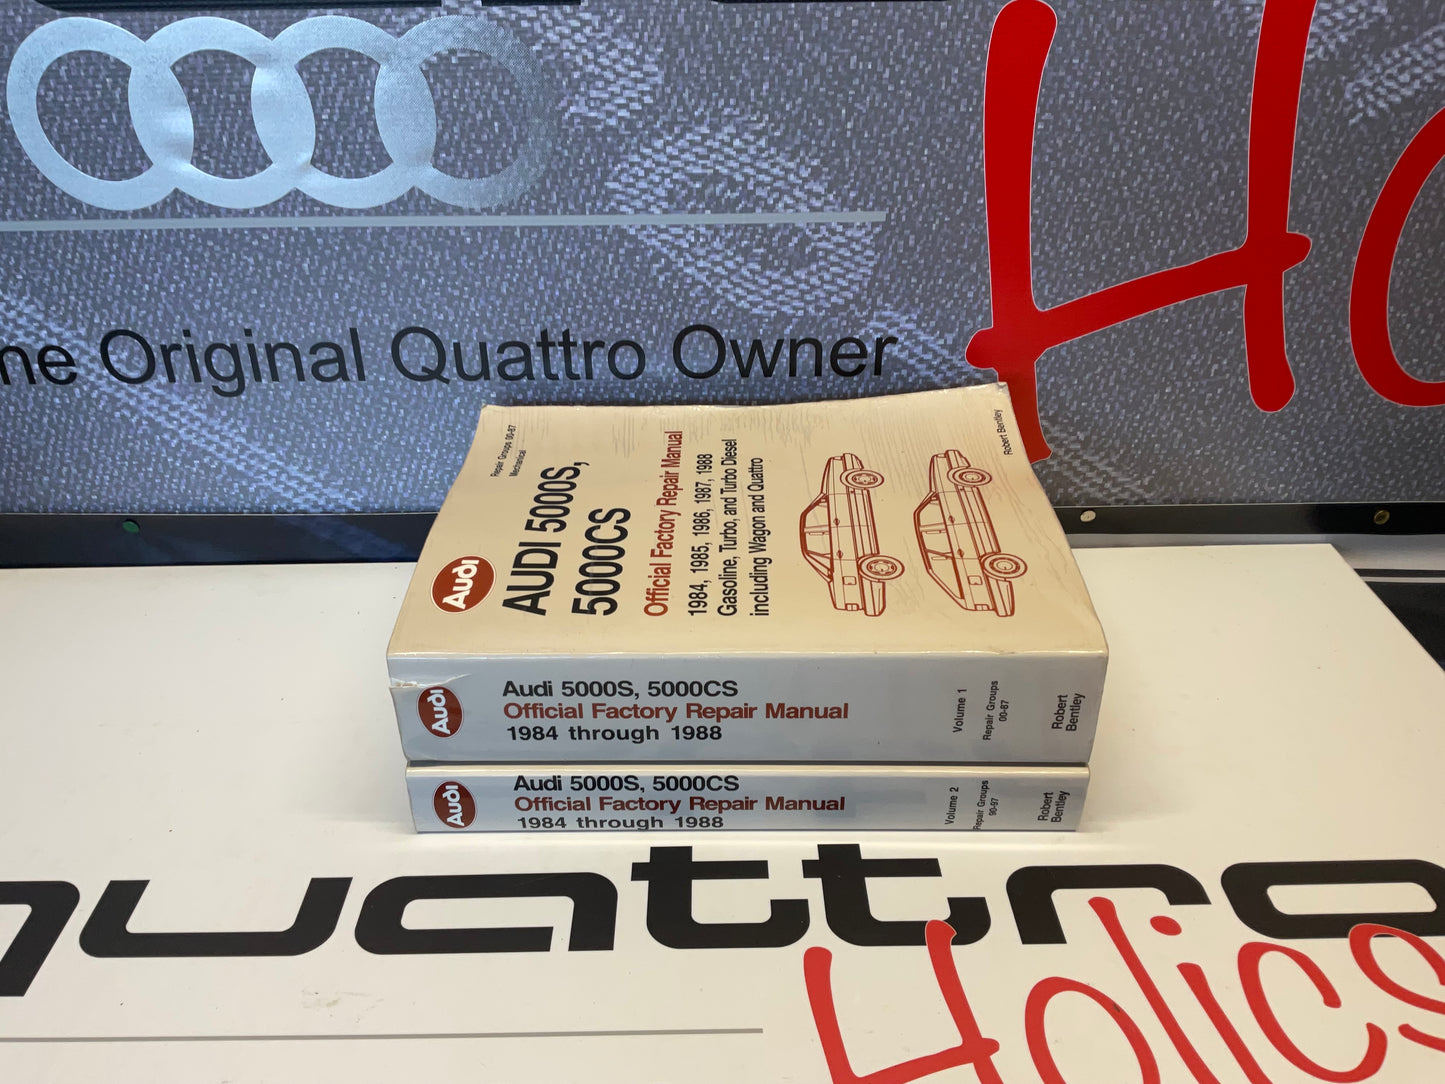 he Original Quattro Owner
Repair Groups 00-87
Mechanical
Audi
AUDI 5000S,
5000CS
Official Factory Repair Manual
1984, 1985, 1986, 1987, 1988
Gasoline, Turbo, and Turbo Diesel
including Wagon and Quattro
Robert Bentley
Audi
Audi 5000S, 5000CS
Official Factory Repair Manual
1984 through 1988
Volume 1
Repair Groups
00-87
Robert
Bentley
Audi
Audi 5000S, 5000CS
Official Factory Repair Manual
1984 through 1988
Volume 2
Repair Groups
90-97
Robert
Bentley
quattro
Holics